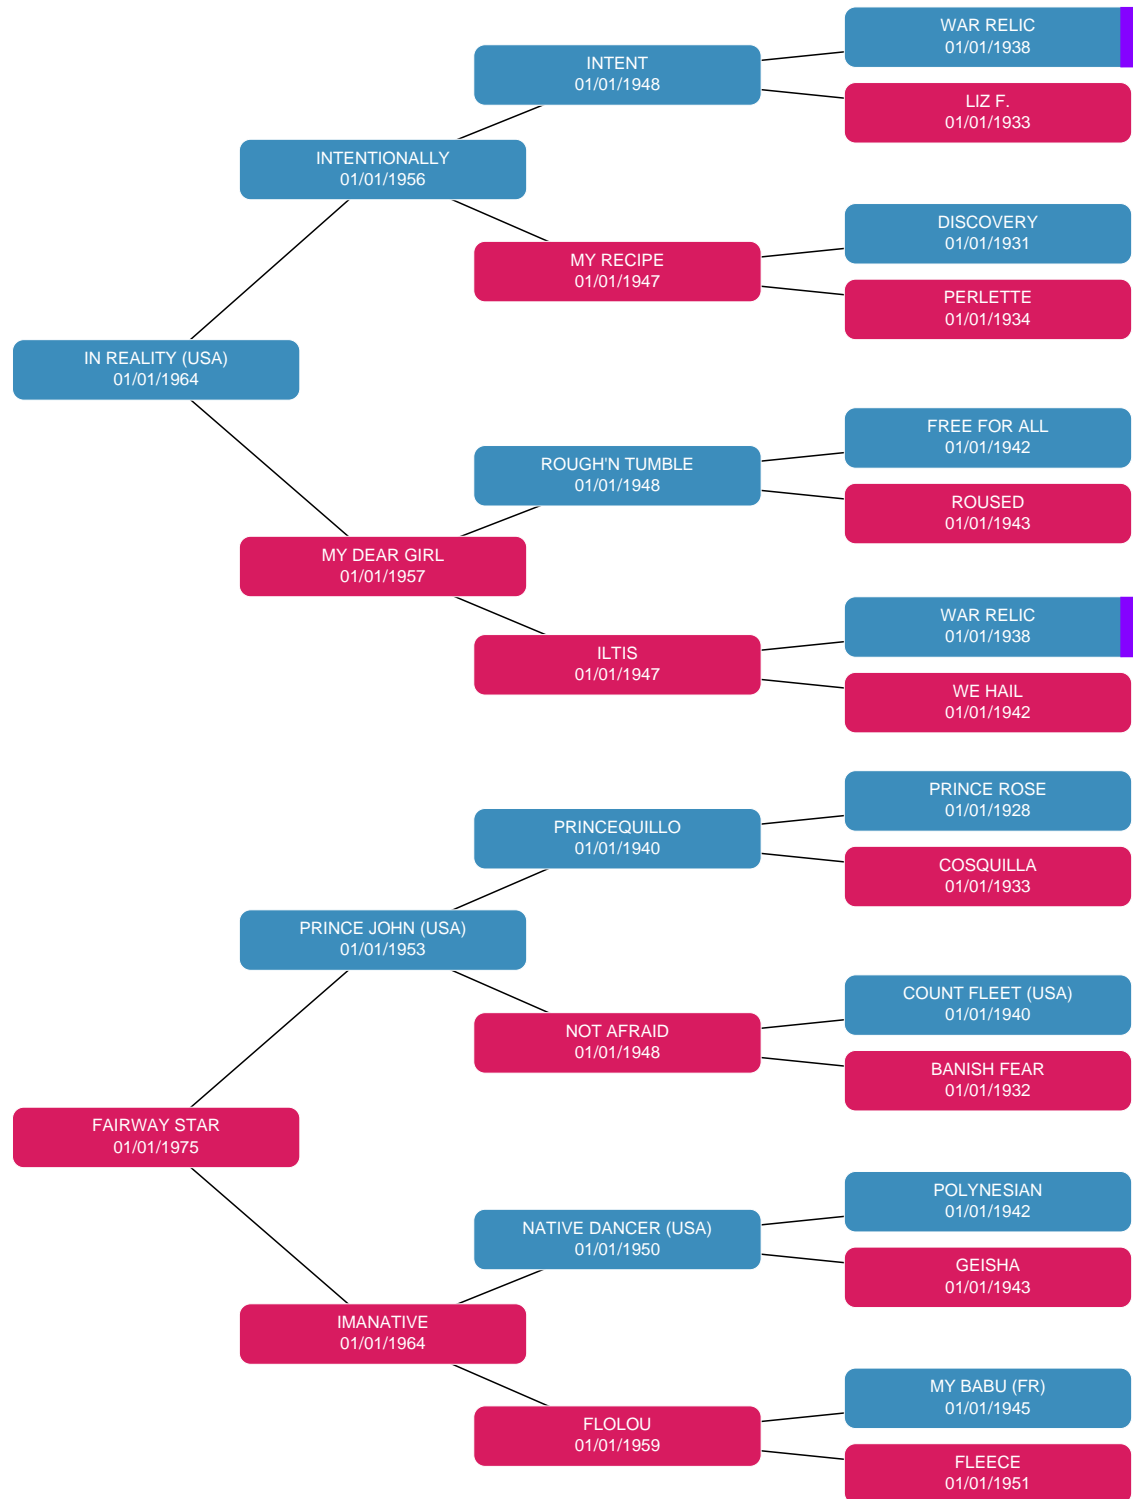 WAR RELIC
01/01/1938
INTENT
01/01/1948
LIZ F.
01/01/1933
INTENTIONALLY
01/01/1956
DISCOVERY
01/01/1931
MY RECIPE
01/01/1947
PERLETTE
01/01/1934
IN REALITY (USA)
01/01/1964
FREE FOR ALL
01/01/1942
ROUGH'N TUMBLE
01/01/1948
ROUSED
01/01/1943
MY DEAR GIRL
01/01/1957
WAR RELIC
01/01/1938
ILTIS
01/01/1947
WE HAIL
01/01/1942
PRINCE ROSE
01/01/1928
PRINCEQUILLO
01/01/1940
COSQUILLA
01/01/1933
PRINCE JOHN (USA)
01/01/1953
COUNT FLEET (USA)
01/01/1940
NOT AFRAID
01/01/1948
BANISH FEAR
01/01/1932
FAIRWAY STAR
01/01/1975
POLYNESIAN
01/01/1942
NATIVE DANCER (USA)
01/01/1950
GEISHA
01/01/1943
IMANATIVE
01/01/1964
MY BABU (FR)
01/01/1945
FLOLOU
01/01/1959
FLEECE
01/01/1951